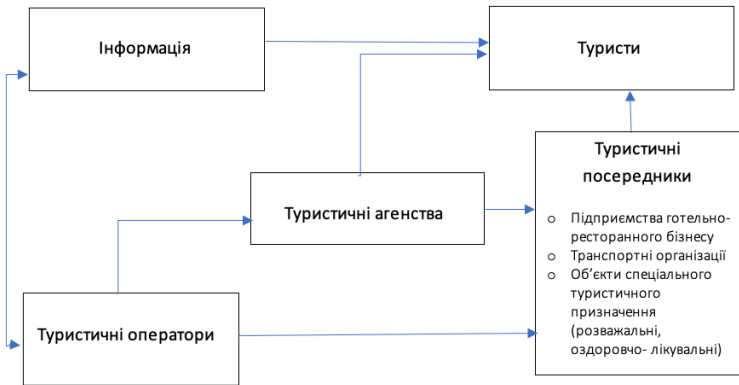 Інформація
Туристи
Туристичні
посередники
Туристичні агенства
o Підприємства готельно-
ресторанного бізнесу
o Транспортні організації
o Об’єкти спеціального
туристичного
призначення
(розважальні,
оздоровчо- лікувальні)
Туристичні оператори